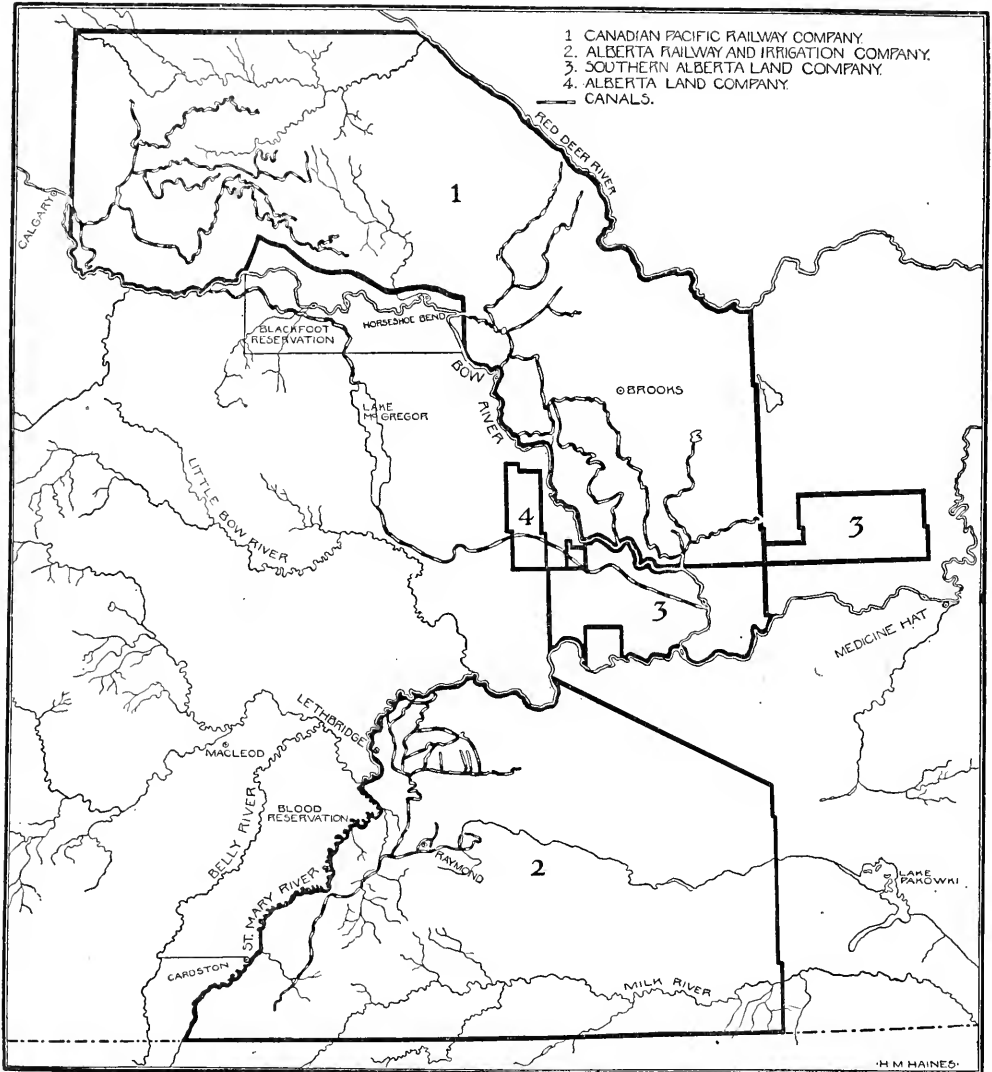 1 CANADIAN PACIFIC RAILWAY COMPANY.
2. ALBERTA RAILWAY AND IRRIGATION COMPANY.
3. SOUTHERN ALBERTA LAND COMPANY.
4. ALBERTA LAND COMPANY.
CANALS.
RED DEER RIVER
CALGARY
1
HORSESHOE BEND
BLACKFOOT
RESERVATION
BOW
RIVER
BROOKS
LAKE
McGREGOR
LITTLE BOW RIVER
4
3
3
MEDICINE HAT
LETHBRIDGE
MACLEOD
BLOOD
RESERVATION
BELLY RIVER
RAYMOND
2
LAKE
PAKOWKI
ST. MARY RIVER
CARDSTON
MILK RIVER
·H M HAINES·